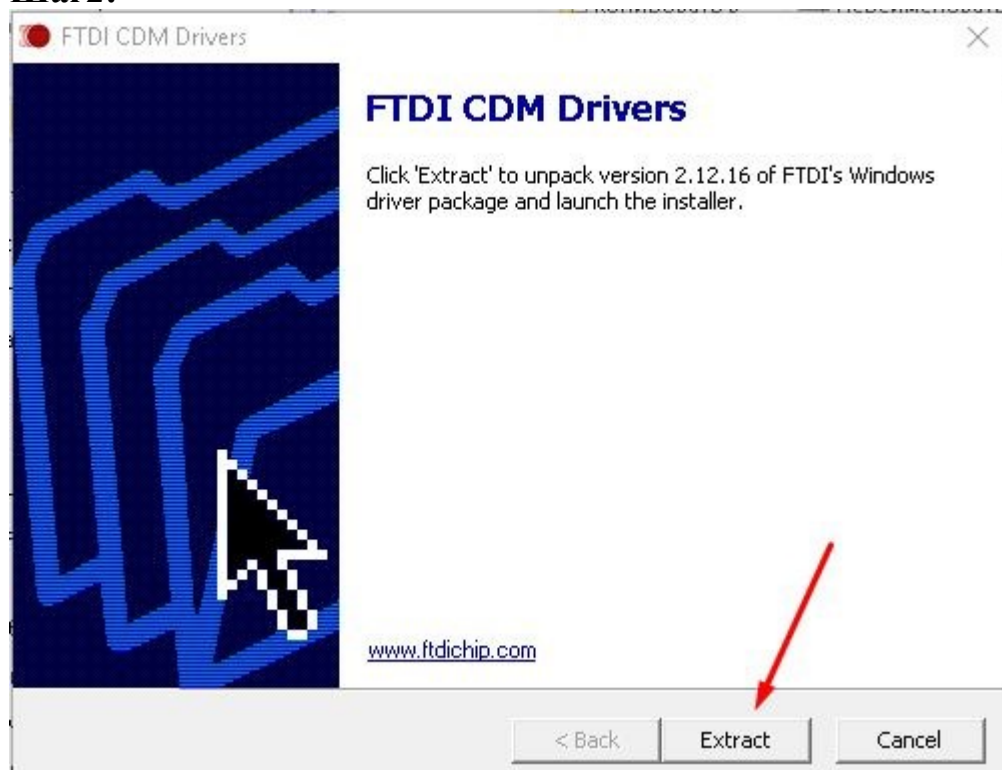 FTDI CDM Drivers
FTDI CDM Drivers
Click 'Extract' to unpack version 2.12.16 of FTDI's Windows
driver package and launch the installer.
www.ftdichip.com
< Back Extract Cancel